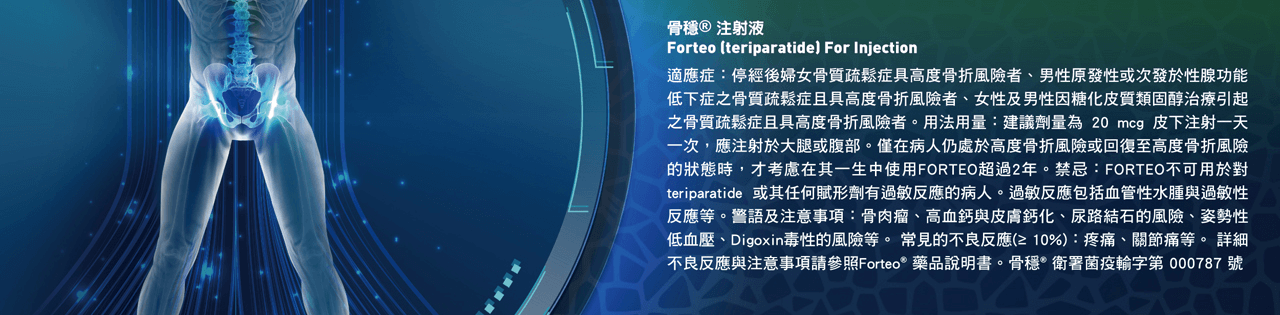 骨穩® 注射液
Forteo (teriparatide) For Injection
適應症：停經後婦女骨質疏鬆症具高度骨折風險者、男性原發性或次發於性腺功能
低下症之骨質疏鬆症且具高度骨折風險者、女性及男性因糖化皮質類固醇治療引起
之骨質疏鬆症且具高度骨折風險者。用法用量：建議劑量為 20 mcg 皮下注射一天
一次，應注射於大腿或腹部。僅在病人仍處於高度骨折風險或回復至高度骨折風險
的狀態時，才考慮在其一生中使用FORTEO超過2年。禁忌：FORTEO不可用於對
teriparatide 或其任何賦形劑有過敏反應的病人。過敏反應包括血管性水腫與過敏性
反應等。警語及注意事項：骨肉瘤、高血鈣與皮膚鈣化、尿路結石的風險、姿勢性
低血壓、Digoxin毒性的風險等。 常見的不良反應(≥ 10%)：疼痛、關節痛等。 詳細
不良反應與注意事項請參照Forteo® 藥品說明書。骨穩® 衛署菌疫輸字第 000787 號